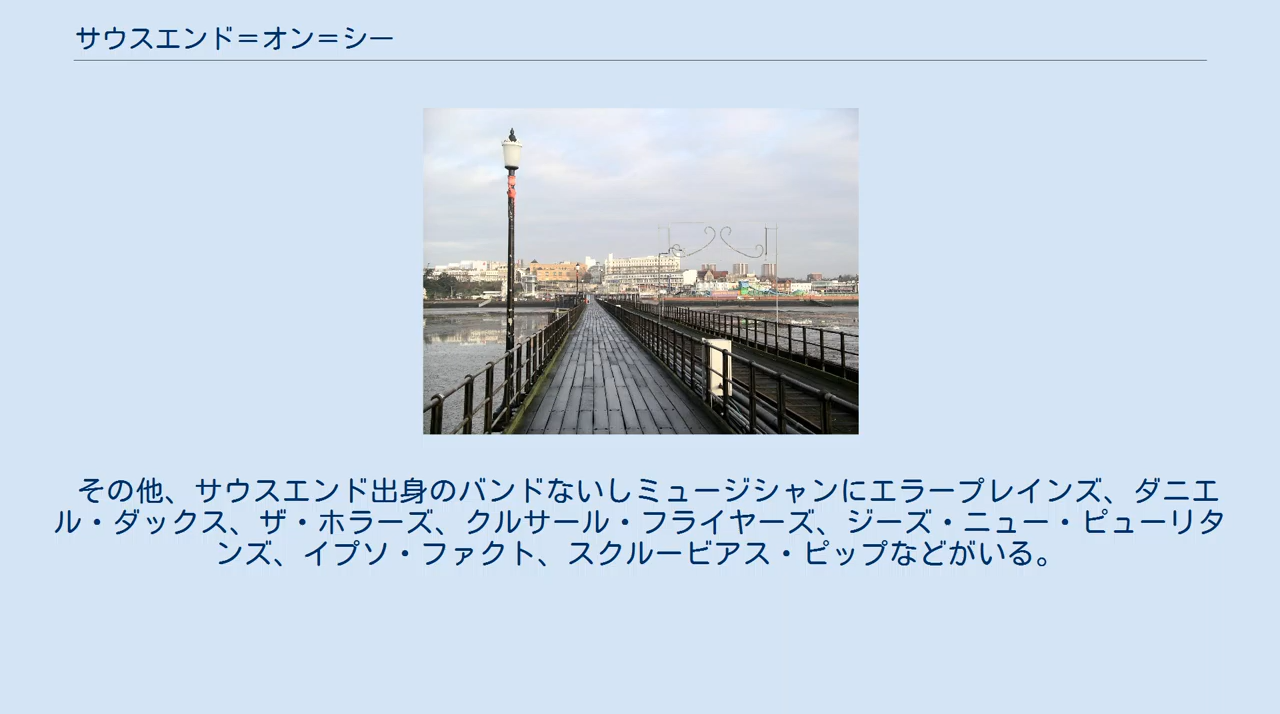 サウスエンド＝オン＝シー
その他、サウスエンド出身のバンドないしミュージシャンにエラープレインズ、ダニエ
ル・ダックス、ザ・ホラーズ、クルサール・フライヤーズ、ジーズ・ニュー・ピューリタ
ンズ、イプソ・ファクト、スクルービアス・ピップなどがいる。